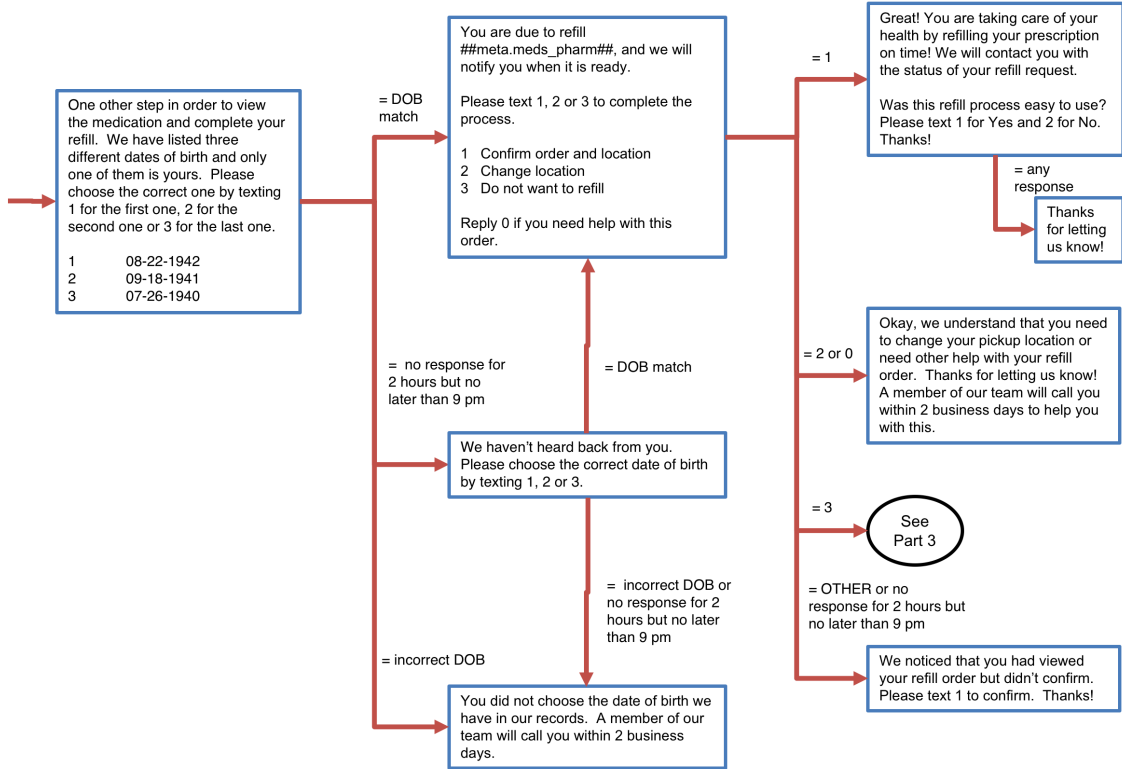 One other step in order to view
the medication and complete your
refill.  We have listed three
different dates of birth and only
one of them is yours.  Please
choose the correct one by texting
1 for the first one, 2 for the
second one or 3 for the last one.
1 08-22-1942
2 09-18-1941
3 07-26-1940
= DOB
match
=  no response for
2 hours but no
later than 9 pm
= incorrect DOB
You are due to refill
##meta.meds_pharm##, and we will
notify you when it is ready.
Please text 1, 2 or 3 to complete the
process.
1 Confirm order and location
2 Change location
3 Do not want to refill
Reply 0 if you need help with this
order.
= DOB match
We haven't heard back from you.
Please choose the correct date of birth
by texting 1, 2 or 3.
=  incorrect DOB or
no response for 2
hours but no later
than 9 pm
You did not choose the date of birth we
have in our records.  A member of our
team will call you within 2 business
days.
= 1
Great! You are taking care of your
health by refilling your prescription
on time! We will contact you with
the status of your refill request.
Was this refill process easy to use?
Please text 1 for Yes and 2 for No.
Thanks!
= any
response
Thanks
for letting
us know!
= 2 or 0
Okay, we understand that you need
to change your pickup location or
need other help with your refill
order.  Thanks for letting us know!
A member of our team will call you
within 2 business days to help you
with this.
= 3
See
Part 3
= OTHER or no
response for 2 hours but
no later than 9 pm
We noticed that you had viewed
your refill order but didn't confirm.
Please text 1 to confirm.  Thanks!